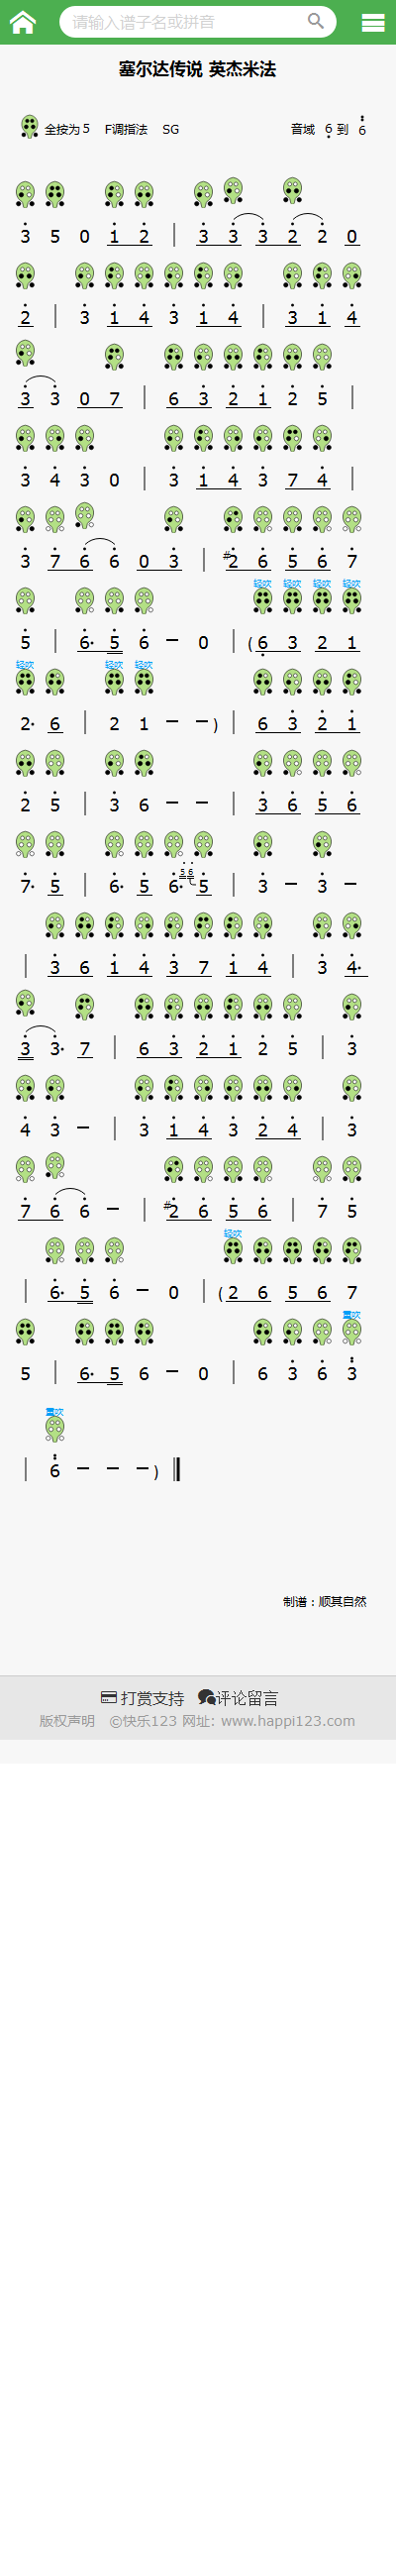 请输入谱子名或拼音
塞尔达传说 英杰米法
全按为5 F调指法 SG 音域 6 到 6
3 5 0 1 2 | 3 3 3 2 2 0
2 | 3 1 4 3 1 4 | 3 1 4
3 3 0 7 | 6 3 2 1 2 5 |
3 4 3 0 | 3 1 4 3 7 4 |
3 7 6 6 0 3 | #2 6 5 6 7
轻吹 轻吹 轻吹 轻吹
5 | 6· 5 6 - 0 | (6 3 2 1
轻吹 轻吹 轻吹
2· 6 | 2 1 - -) | 6 3 2 1
2 5 | 3 6 - - | 3 6 5 6
7· 5 | 6· 5 6· 5 6 5 | 3 - 3 -
| 3 6 1 4 3 7 1 4 | 3 4·
3 3· 7 | 6 3 2 1 2 5 | 3
4 3 - | 3 1 4 3 2 4 | 3
7 6 6 - | #2 6 5 6 | 7 5
轻吹
| 6· 5 6 - 0 | (2 6 5 6 7
重吹
5 | 6· 5 6 - 0 | 6 3 6 3
重吹
| 6 - - -) ‖
制谱：顺其自然
打赏支持 评论留言
版权声明 ©快乐123 网址: www.happi123.com